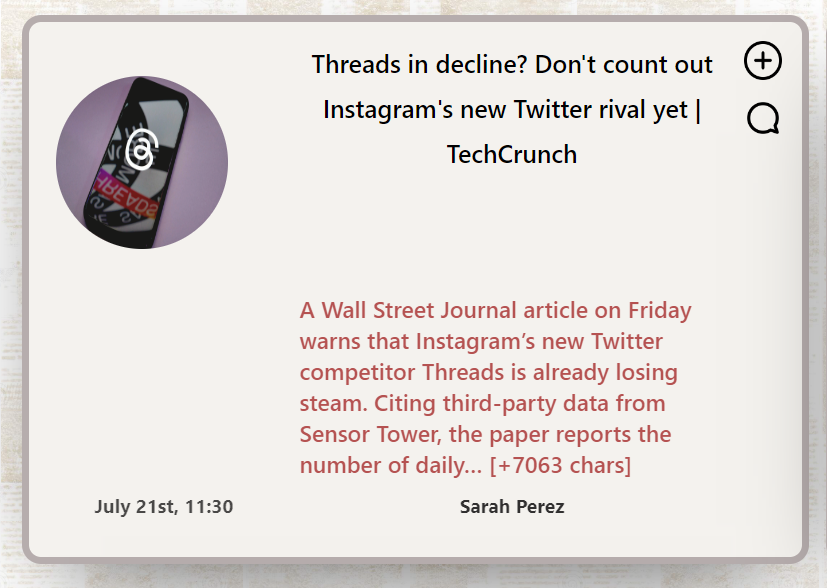 Threads in decline? Don't count out
Instagram's new Twitter rival yet |
TechCrunch
THREADS
A Wall Street Journal article on Friday
warns that Instagram’s new Twitter
competitor Threads is already losing
steam. Citing third-party data from
Sensor Tower, the paper reports the
number of daily… [+7063 chars]
July 21st, 11:30
Sarah Perez